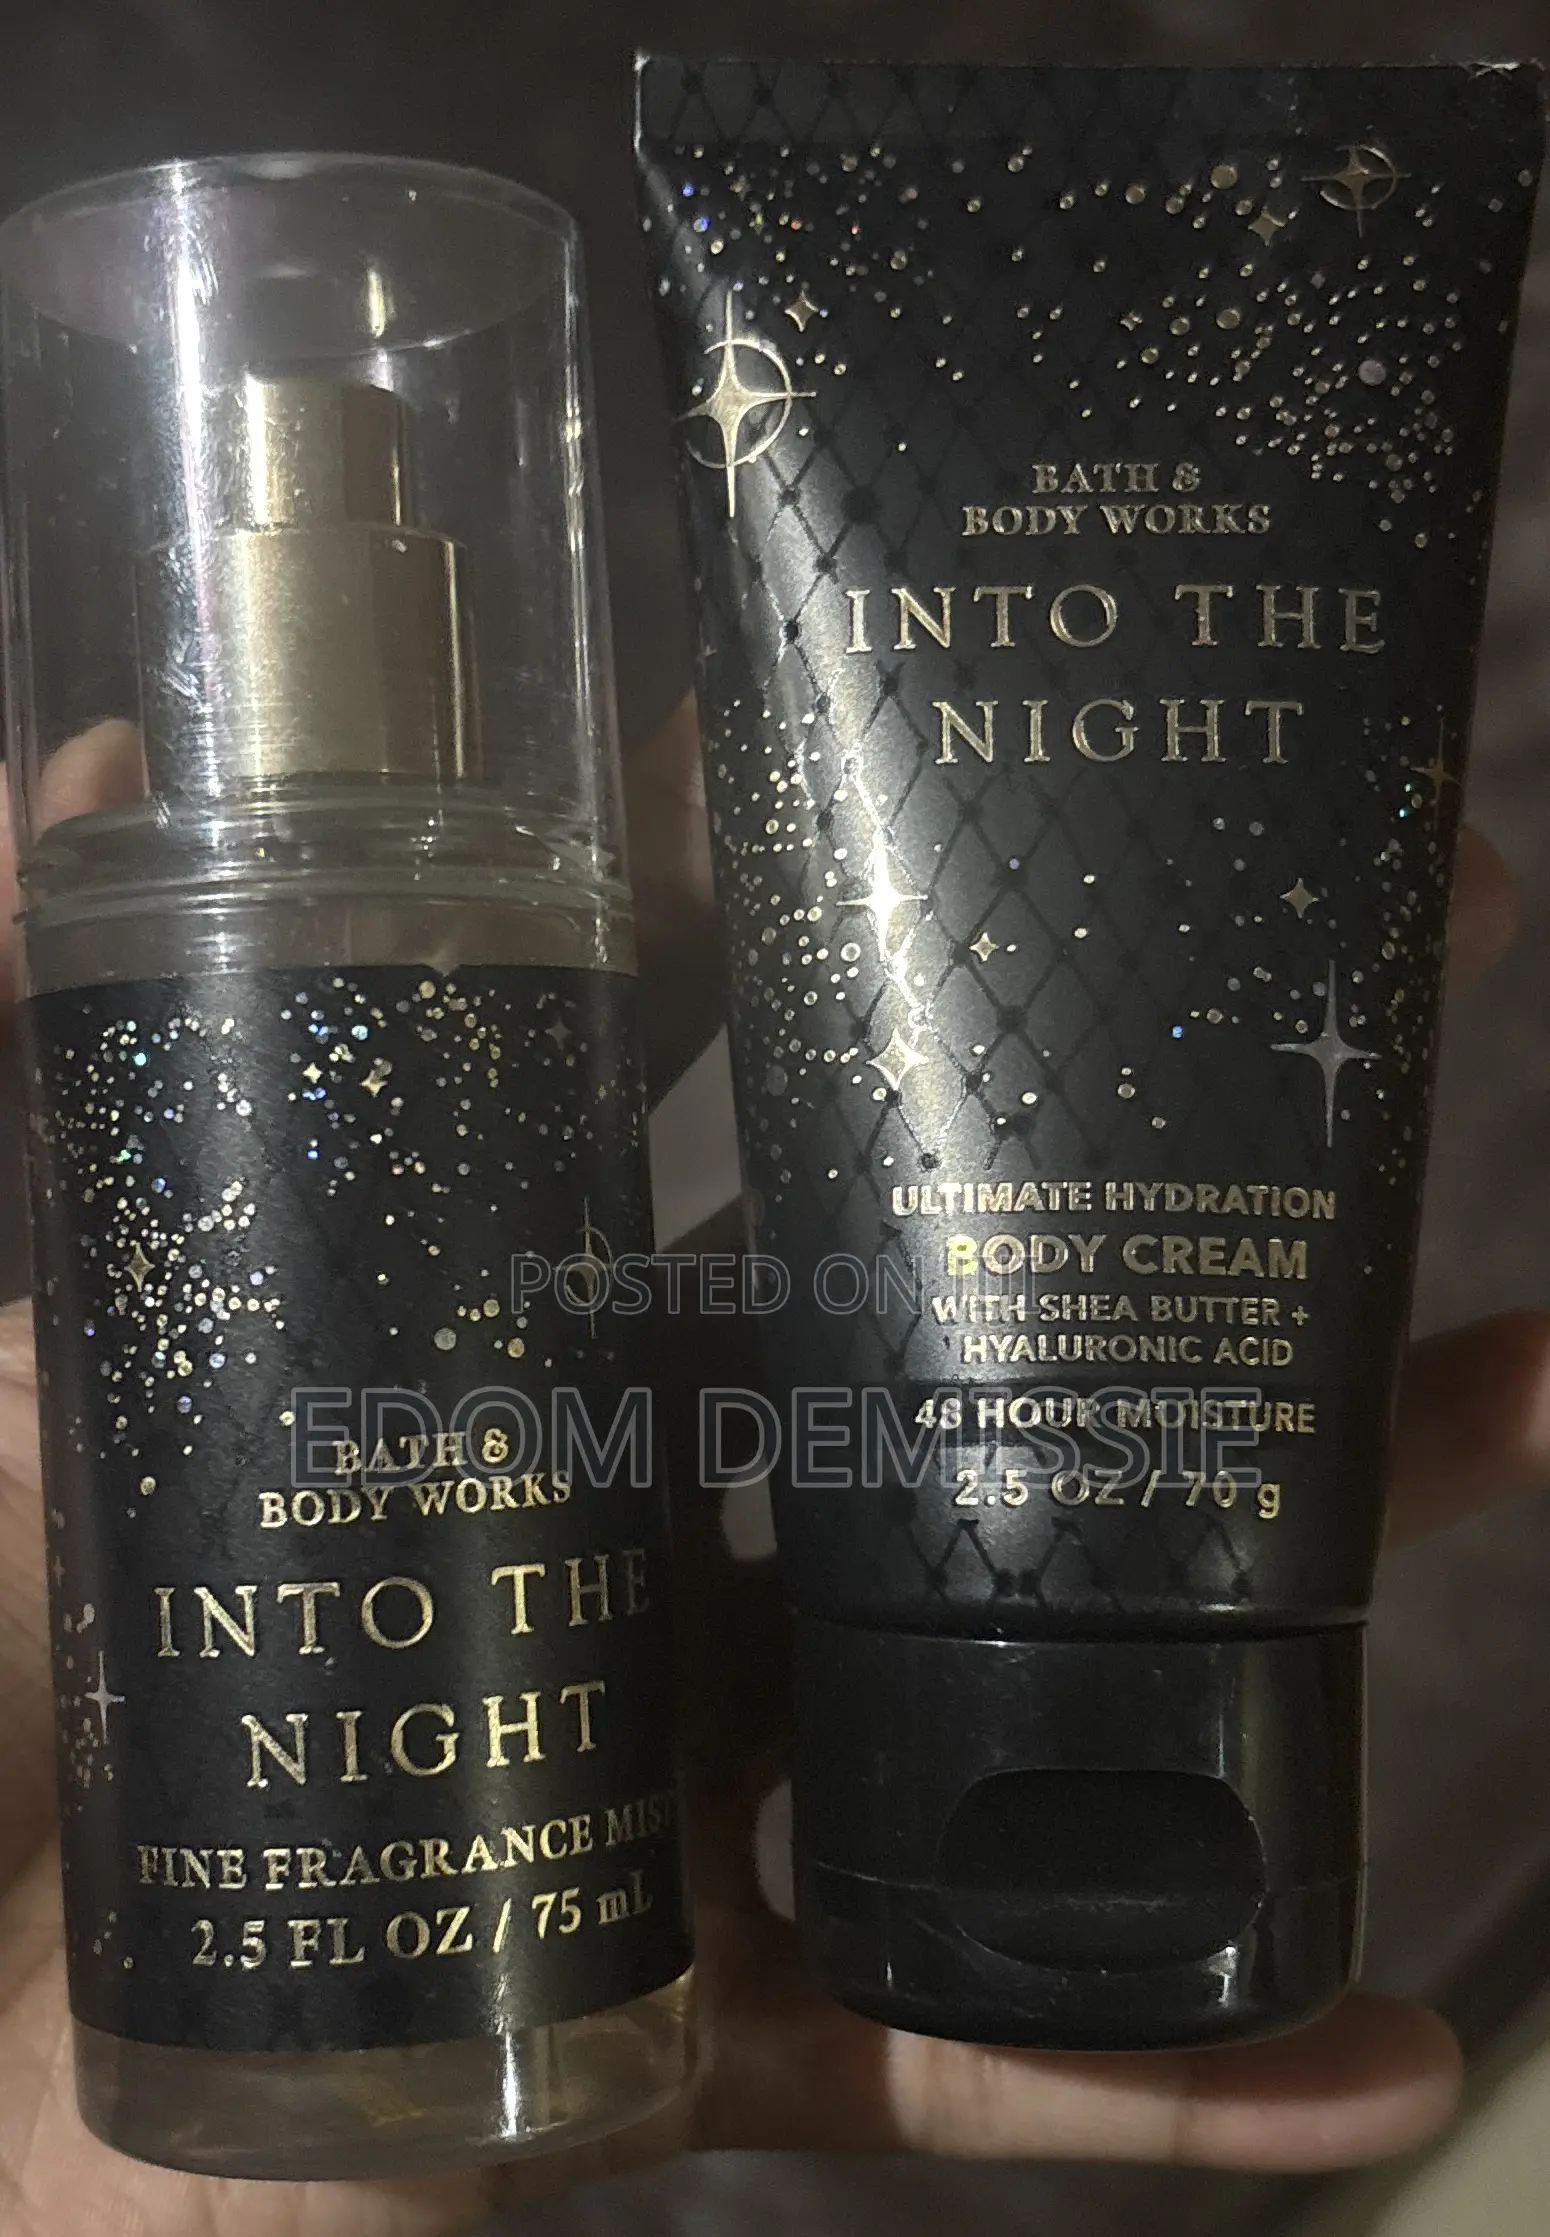 BATH &
BODY WORKS
INTO THE
NIGHT
ULTIMATE HYDRATION
BODY CREAM
WITH SHEA BUTTER +
HYALURONIC ACID
48 HOUR MOISTURE
2.5 OZ / 70 g
POSTED ON JIJI
EDOM DEMISSIE
BATH &
BODY WORKS
INTO THE
NIGHT
FINE FRAGRANCE MIST
2.5 FL OZ / 75 mL